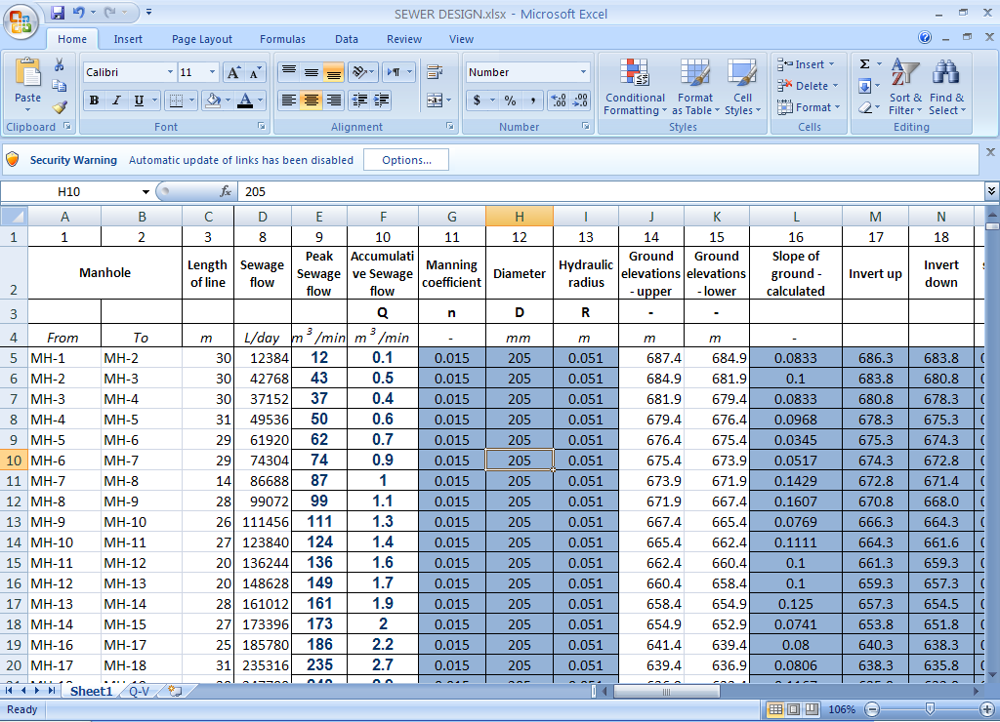 SEWER DESIGN.xlsx - Microsoft Excel
Home Insert Page Layout Formulas Data Review View
Paste Calibri 11 A A Number Conditional Formatting Format as Table Cell Styles Insert Delete Format Σ Sort & Filter Find & Select
B I U $ % ,
Clipboard Font Alignment Number Styles Cells Editing
Security Warning Automatic update of links has been disabled Options...
H10 fx 205
A B C D E F G H I J K L M N
1 1 2 3 8 9 10 11 12 13 14 15 16 17 18
2 Manhole Length of line Sewage flow Peak Sewage flow Accumulati ve Sewage flow Manning coefficient Diameter Hydraulic radius Ground elevations - upper Ground elevations - lower Slope of ground - calculated Invert up Invert down
3 Q n D R - -
4 From To m L/day m 3 /min m 3 /min - mm m m m -
5 MH-1 MH-2 30 12384 12 0.1 0.015 205 0.051 687.4 684.9 0.0833 686.3 683.8
6 MH-2 MH-3 30 42768 43 0.5 0.015 205 0.051 684.9 681.9 0.1 683.8 680.8
7 MH-3 MH-4 30 37152 37 0.4 0.015 205 0.051 681.9 679.4 0.0833 680.8 678.3
8 MH-4 MH-5 31 49536 50 0.6 0.015 205 0.051 679.4 676.4 0.0968 678.3 675.3
9 MH-5 MH-6 29 61920 62 0.7 0.015 205 0.051 676.4 675.4 0.0345 675.3 674.3
10 MH-6 MH-7 29 74304 74 0.9 0.015 205 0.051 675.4 673.9 0.0517 674.3 672.8
11 MH-7 MH-8 14 86688 87 1 0.015 205 0.051 673.9 671.9 0.1429 672.8 671.4
12 MH-8 MH-9 28 99072 99 1.1 0.015 205 0.051 671.9 667.4 0.1607 670.8 668.0
13 MH-9 MH-10 26 111456 111 1.3 0.015 205 0.051 667.4 665.4 0.0769 666.3 664.3
14 MH-10 MH-11 27 123840 124 1.4 0.015 205 0.051 665.4 662.4 0.1111 664.3 661.6
15 MH-11 MH-12 20 136244 136 1.6 0.015 205 0.051 662.4 660.4 0.1 661.3 659.3
16 MH-12 MH-13 20 148628 149 1.7 0.015 205 0.051 660.4 658.4 0.1 659.3 657.3
17 MH-13 MH-14 28 161012 161 1.9 0.015 205 0.051 658.4 654.9 0.125 657.3 654.5
18 MH-14 MH-15 27 173396 173 2 0.015 205 0.051 654.9 652.9 0.0741 653.8 651.8
19 MH-16 MH-17 25 185780 186 2.2 0.015 205 0.051 641.4 639.4 0.08 640.3 638.3
20 MH-17 MH-18 31 235316 235 2.7 0.015 205 0.051 639.4 636.9 0.0806 638.3 635.8
Sheet1 Q-V
Ready 106%